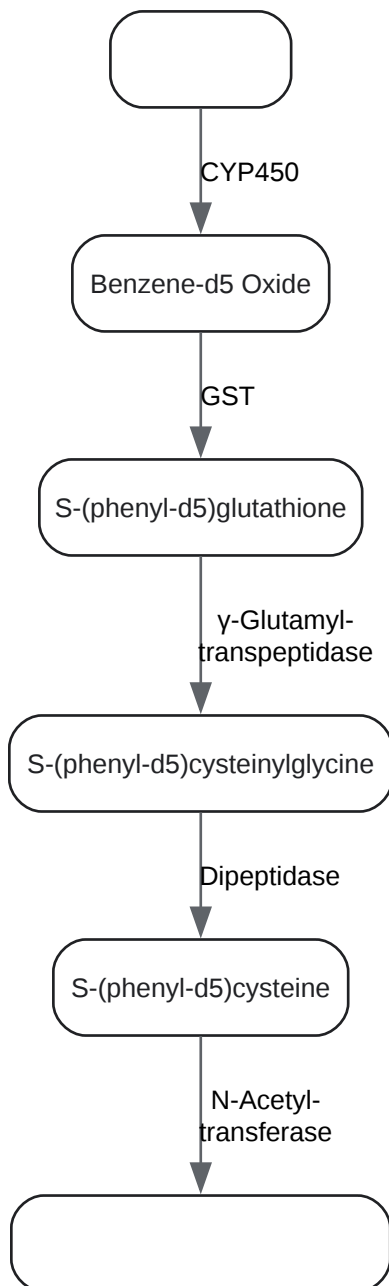 CYP450
Benzene-d5 Oxide
GST
S-(phenyl-d5)glutathione
γ-Glutamyl-
transpeptidase
S-(phenyl-d5)cysteinylglycine
Dipeptidase
S-(phenyl-d5)cysteine
N-Acetyl-
transferase